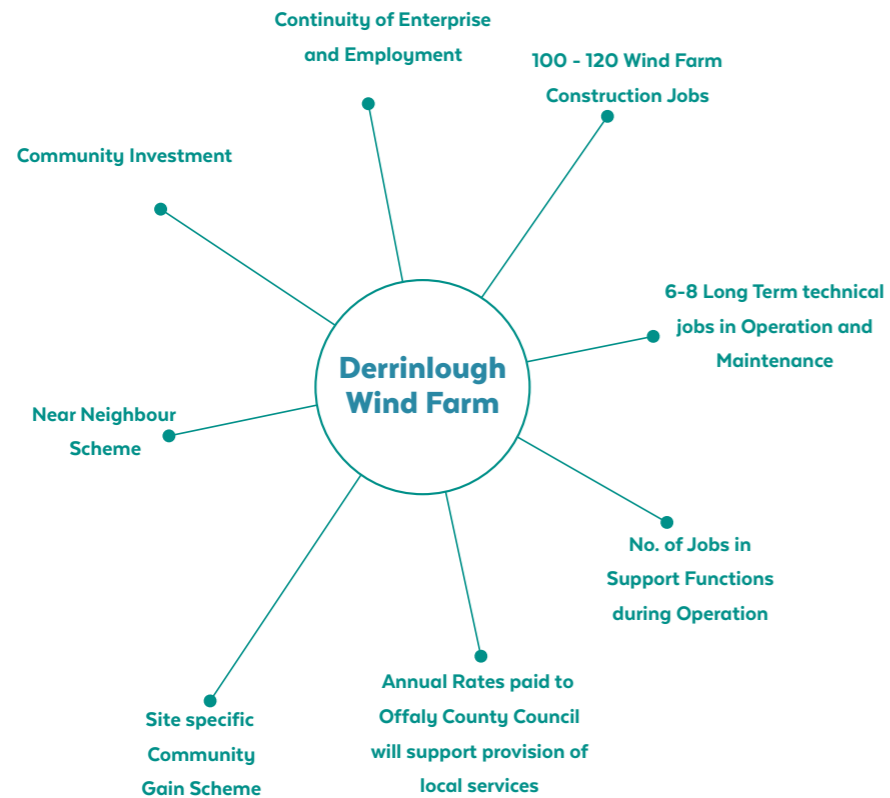 Continuity of Enterprise
and Employment
100 - 120 Wind Farm
Construction Jobs
Community Investment
6-8 Long Term technical
jobs in Operation and
Maintenance
Derrinlough
Wind Farm
Near Neighbour
Scheme
No. of Jobs in
Support Functions
during Operation
Annual Rates paid to
Offaly County Council
will support provision of
local services
Site specific
Community
Gain Scheme